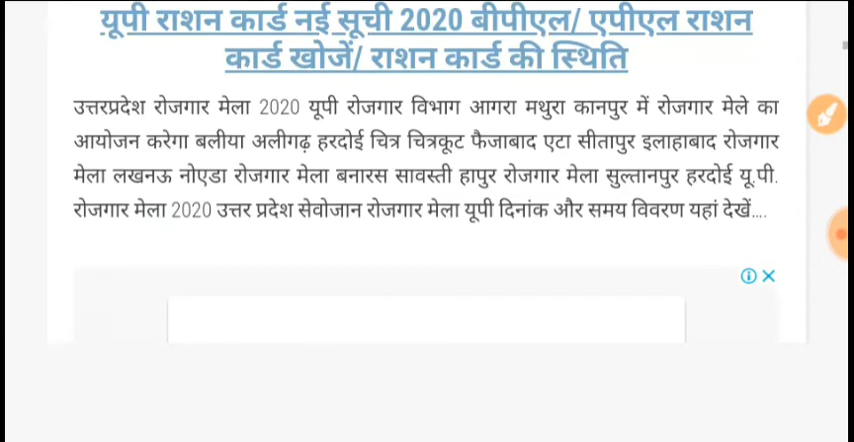 यूपी राशन कार्ड नई सूची 2020 बीपीएल/ एपीएल राशन
कार्ड खोजें/ राशन कार्ड की स्थिति
उत्तरप्रदेश रोजगार मेला 2020 यूपी रोजगार विभाग आगरा मथुरा कानपुर में रोजगार मेले का
आयोजन करेगा बलीया अलीगढ़ हरदोई चित्र चित्रकूट फैजाबाद एटा सीतापुर इलाहाबाद रोजगार
मेला लखनऊ नोएडा रोजगार मेला बनारस सावस्ती हापुर रोजगार मेला सुल्तानपुर हरदोई यू.पी.
रोजगार मेला 2020 उत्तर प्रदेश सेवोजान रोजगार मेला यूपी दिनांक और समय विवरण यहां देखें....